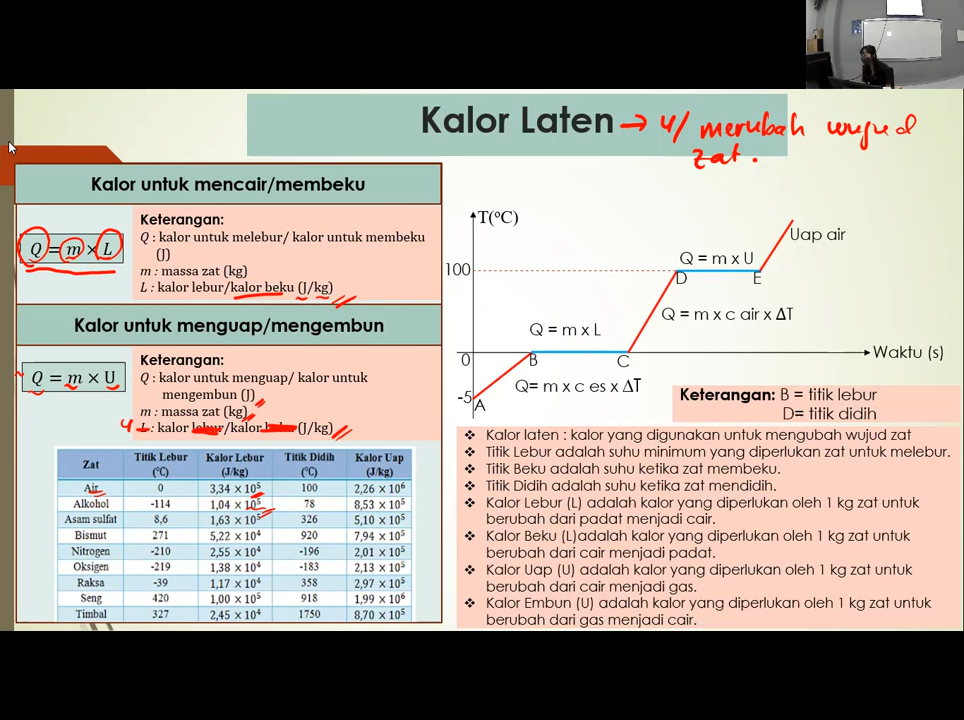 Kalor Laten → u/ merubah wujud
zat.
Kalor untuk mencair/membeku
Q = m × L
Keterangan:
Q : kalor untuk melebur/ kalor untuk membeku
(J)
m : massa zat (kg)
L : kalor lebur/kalor beku (J/kg)
Kalor untuk menguap/mengembun
Q = m × U
Keterangan:
Q : kalor untuk menguap/ kalor untuk
mengembun (J)
m : massa zat (kg)
u L : kalor lebur/kalor beku (J/kg)
Zat Titik Lebur (°C) Kalor Lebur (J/kg) Titik Didih (°C) Kalor Uap (J/kg)
Air 0 3,34 × 10⁵ 100 2,26 × 10⁶
Alkohol -114 1,04 × 10⁵ 78 8,53 × 10⁵
Asam sulfat 8,6 1,63 × 10⁵ 326 5,10 × 10⁵
Bismut 271 5,22 × 10⁴ 920 7,94 × 10⁵
Nitrogen -210 2,55 × 10⁴ -196 2,01 × 10⁵
Oksigen -219 1,38 × 10⁴ -183 2,13 × 10⁵
Raksa -39 1,17 × 10⁴ 358 2,97 × 10⁵
Seng 420 1,00 × 10⁵ 918 1,99 × 10⁶
Timbal 327 2,45 × 10⁴ 1750 8,70 × 10⁵
T(°C)
Uap air
Q = m x U
100
D E
Q = m x c air x ΔT
Q = m x L
0 B C Waktu (s)
Q= m x c es x ΔT
-5 A
Keterangan: B = titik lebur
D= titik didih
❖ Kalor laten : kalor yang digunakan untuk mengubah wujud zat
❖ Titik Lebur adalah suhu minimum yang diperlukan zat untuk melebur.
❖ Titik Beku adalah suhu ketika zat membeku.
❖ Titik Didih adalah suhu ketika zat mendidih.
❖ Kalor Lebur (L) adalah kalor yang diperlukan oleh 1 kg zat untuk
berubah dari padat menjadi cair.
❖ Kalor Beku (L)adalah kalor yang diperlukan oleh 1 kg zat untuk
berubah dari cair menjadi padat.
❖ Kalor Uap (U) adalah kalor yang diperlukan oleh 1 kg zat untuk
berubah dari cair menjadi gas.
❖ Kalor Embun (U) adalah kalor yang diperlukan oleh 1 kg zat untuk
berubah dari gas menjadi cair.